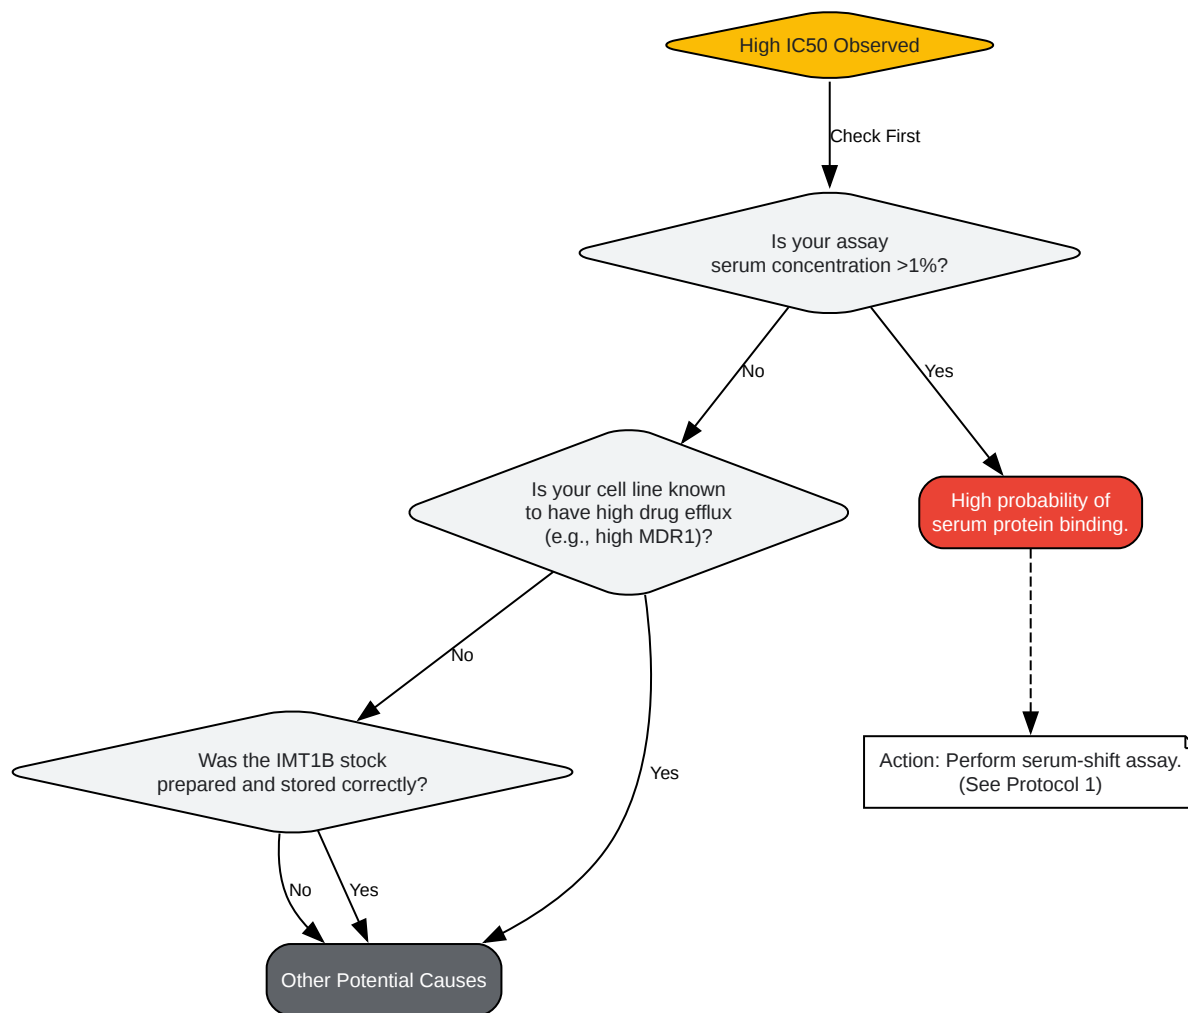 High IC50 Observed
Check First
Is your assay
serum concentration >1%?
No
Yes
Is your cell line known
to have high drug efflux
(e.g., high MDR1)?
High probability of
serum protein binding.
No
Yes
Was the IMT1B stock
prepared and stored correctly?
Action: Perform serum-shift assay.
(See Protocol 1)
No
Yes
Other Potential Causes